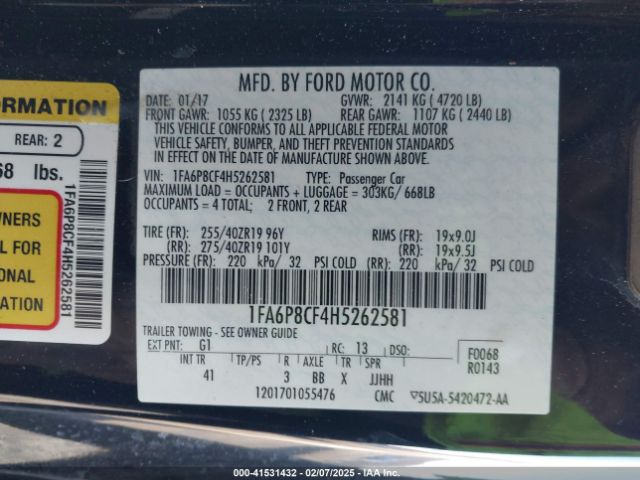 ORMATION
REAR: 2
68 lbs.
WNERS
L FOR
ONAL
ATION
1FA6P8CF4H5262581
MFD. BY FORD MOTOR CO.
DATE: 01/17 GVWR: 2141 KG ( 4720 LB)
FRONT GAWR: 1055 KG ( 2325 LB) REAR GAWR: 1107 KG ( 2440 LB)
THIS VEHICLE CONFORMS TO ALL APPLICABLE FEDERAL MOTOR
VEHICLE SAFETY, BUMPER, AND THEFT PREVENTION STANDARDS
IN EFFECT ON THE DATE OF MANUFACTURE SHOWN ABOVE.
VIN: 1FA6P8CF4H5262581 TYPE: Passenger Car
MAXIMUM LOAD = OCCUPANTS + LUGGAGE = 303KG/ 668LB
OCCUPANTS = 4 TOTAL; 2 FRONT, 2 REAR
TIRE (FR): 255/40ZR19 96Y RIMS (FR): 19x9.0J
(RR): 275/40ZR19 101Y (RR): 19x9.5J
PRESSURE (FR): 220 kPa/ 32 PSI COLD (RR): 220 kPa/ 32 PSI COLD
1FA6P8CF4H5262581
TRAILER TOWING - SEE OWNER GUIDE
EXT PNT: G1 RC: 13 DSO:
INT TR TP/PS R AXLE TR SPR
41 3 BB X JJHH
1201701055476 CMC
F0068
R0143
5U5A-5420472-AA
000-41531432 - 02/07/2025 - IAA Inc.